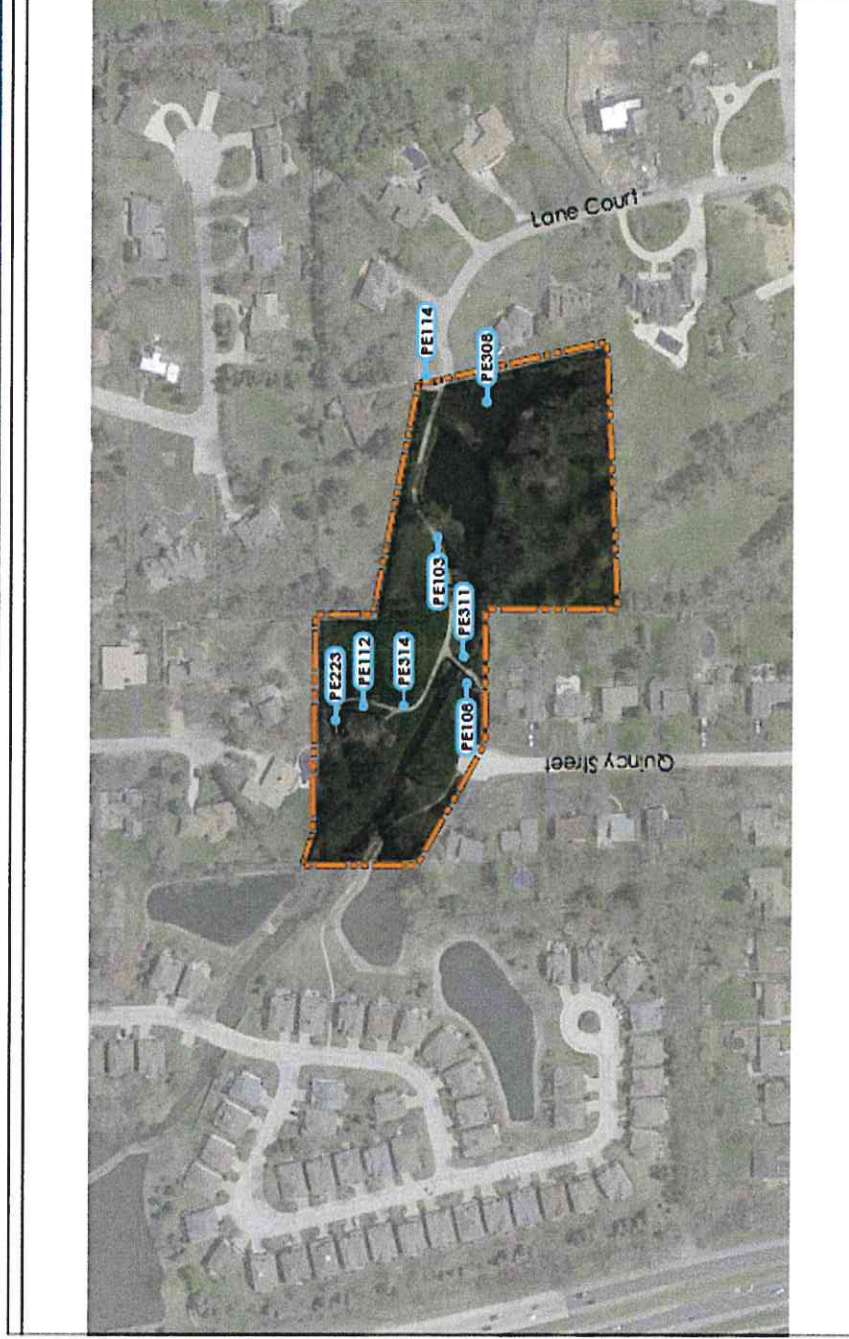 Lane Court
PE114
PE308
PE103
PE311
PE223
PE112
PE314
PE108
Quincy Street